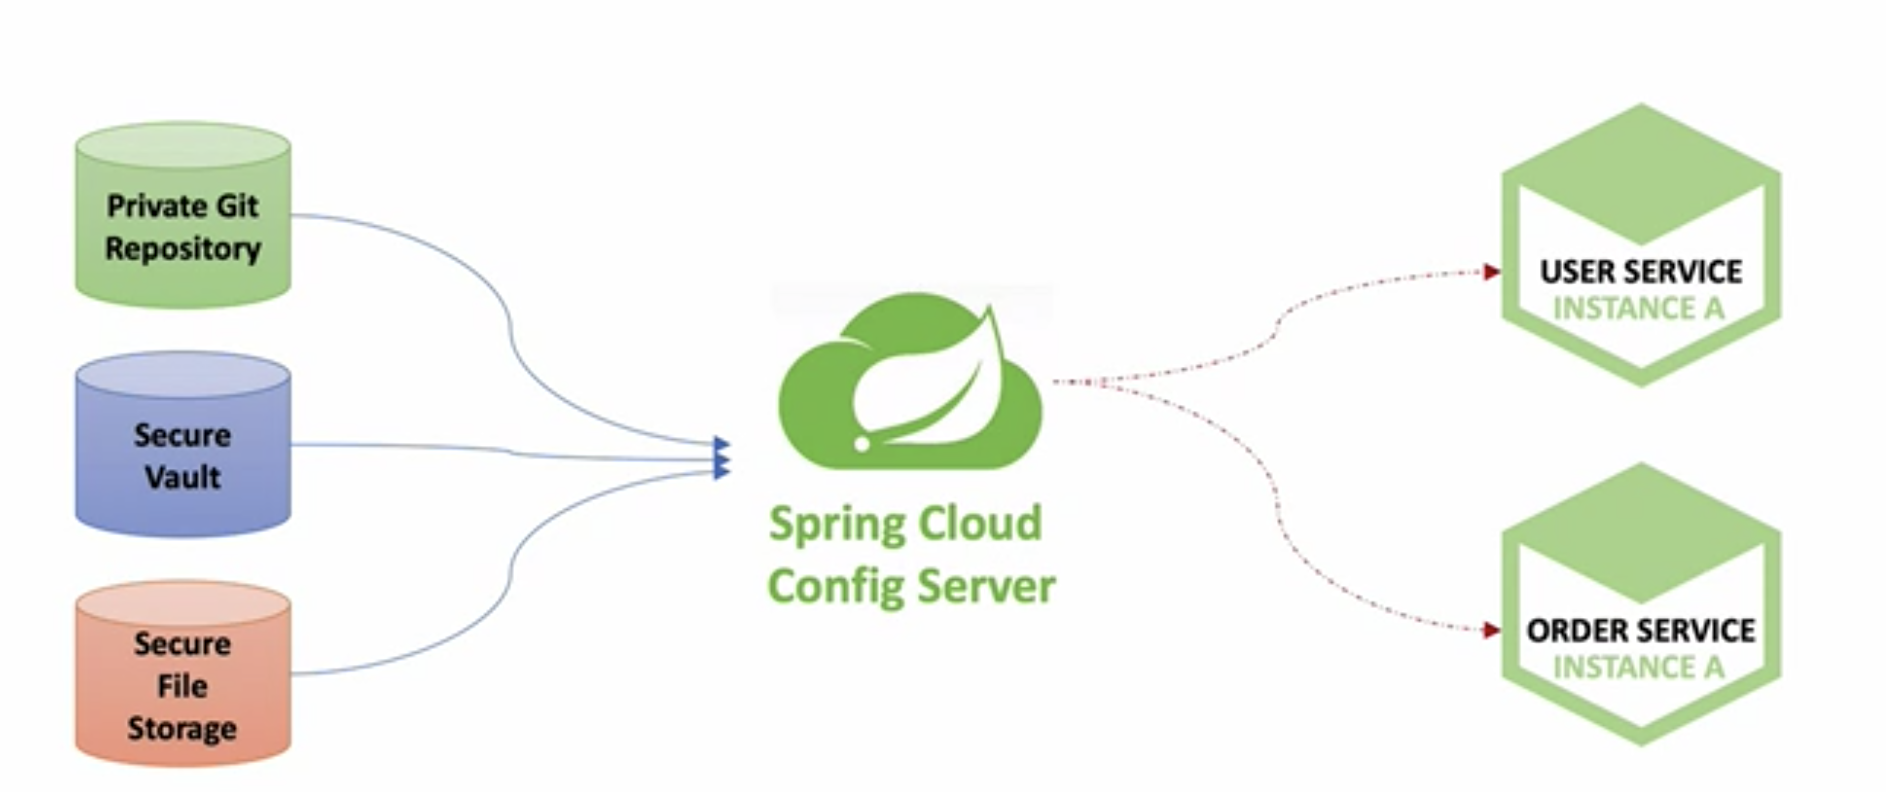 Private Git
Repository
Secure
Vault
Secure
File
Storage
Spring Cloud
Config Server
USER SERVICE
INSTANCE A
ORDER SERVICE
INSTANCE A